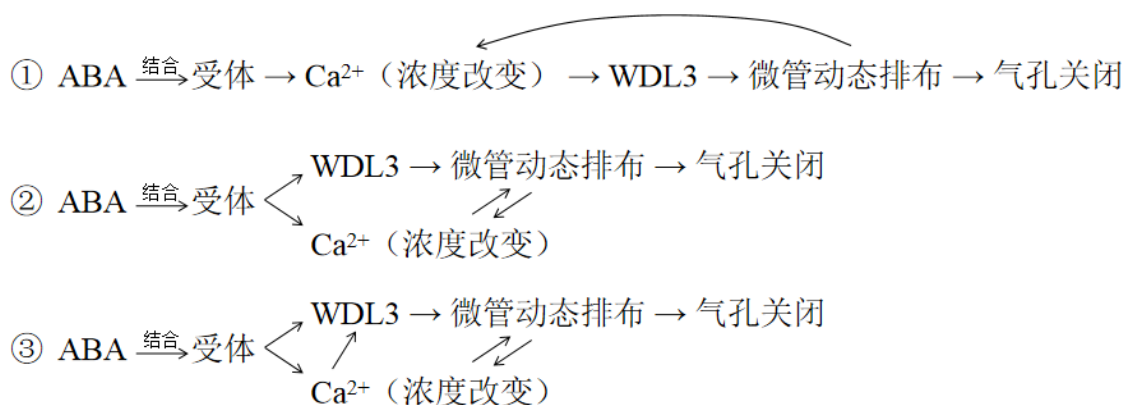 ① ABA 结合→ 受体 → Ca²⁺（浓度改变） → WDL3 → 微管动态排布 → 气孔关闭
WDL3 → 微管动态排布 → 气孔关闭
② ABA 结合→ 受体
Ca²⁺（浓度改变）
WDL3 → 微管动态排布 → 气孔关闭
③ ABA 结合→ 受体
Ca²⁺（浓度改变）